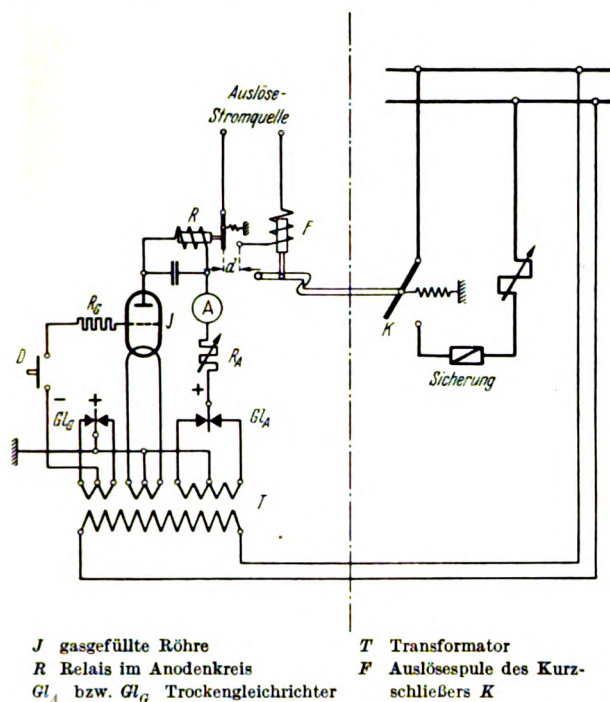 Auslöse-
Stromquelle
R
F
d
A
R_G
J
K
D
R_A
Sicherung
- +
+
Gl_G
Gl_A
T
J gasgefüllte Röhre
R Relais im Anodenkreis
Gl_A bzw. Gl_G Trockengleichrichter
T Transformator
F Auslösespule des Kurz-
schließers K